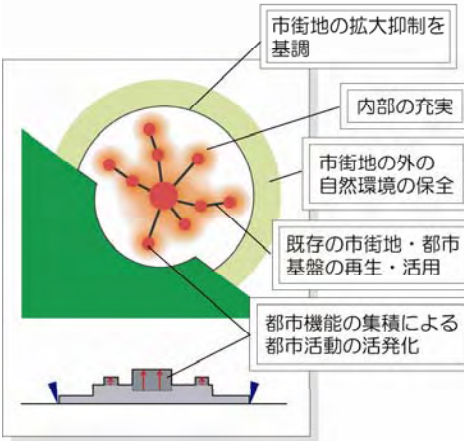 市街地の拡大抑制を
基調
内部の充実
市街地の外の
自然環境の保全
既存の市街地・都市
基盤の再生・活用
都市機能の集積による
都市活動の活発化